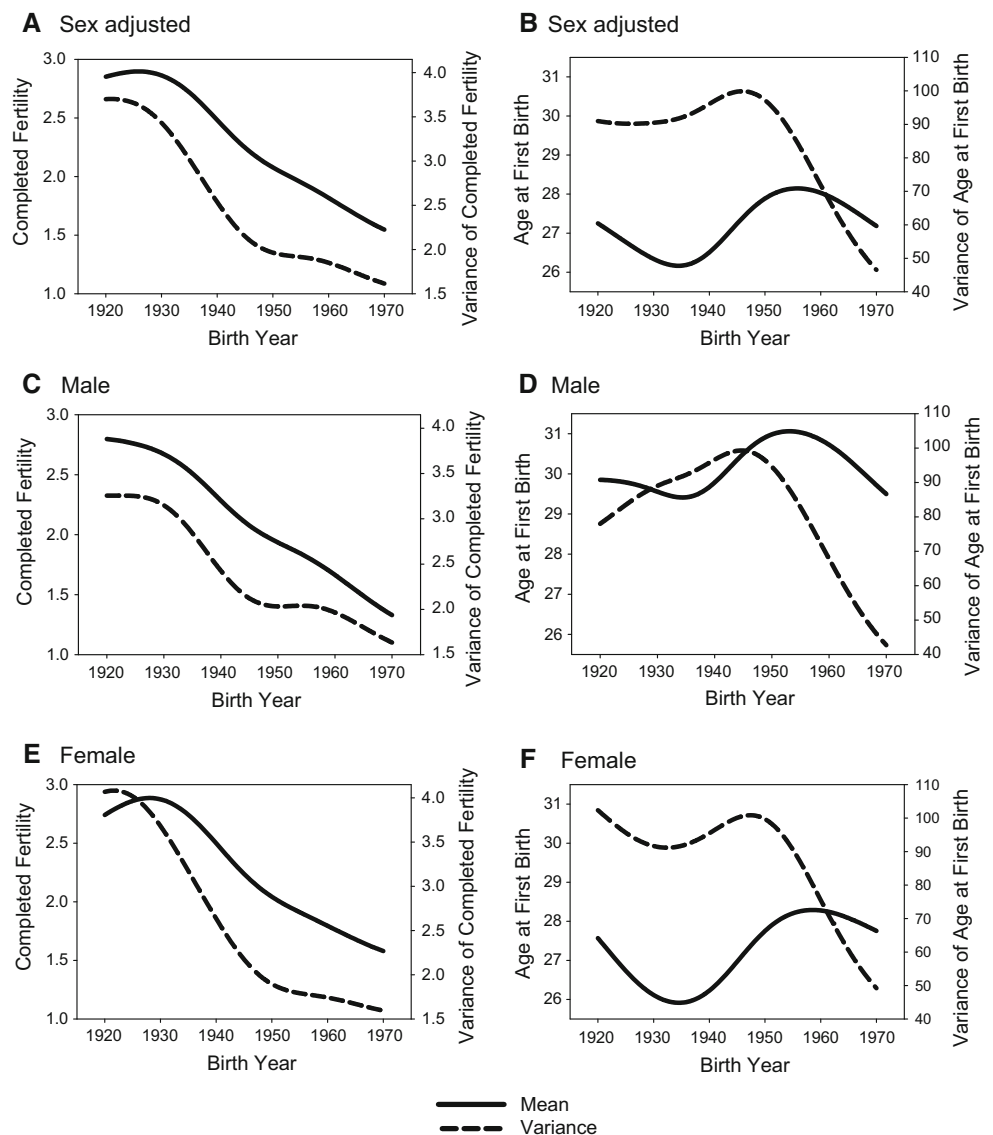 A Sex adjusted
3.0
2.5
2.0
1.5
1.0
Completed Fertility
4.0
3.5
3.0
2.5
2.0
1.5
Variance of Completed Fertility
1920 1930 1940 1950 1960 1970
Birth Year
B Sex adjusted
31
30
29
28
27
26
Age at First Birth
110
100
90
80
70
60
50
40
Variance of Age at First Birth
1920 1930 1940 1950 1960 1970
Birth Year
C Male
3.0
2.5
2.0
1.5
1.0
Completed Fertility
4.0
3.5
3.0
2.5
2.0
1.5
Variance of Completed Fertility
1920 1930 1940 1950 1960 1970
Birth Year
D Male
31
30
29
28
27
26
Age at First Birth
110
100
90
80
70
60
50
40
Variance of Age at First Birth
1920 1930 1940 1950 1960 1970
Birth Year
E Female
3.0
2.5
2.0
1.5
1.0
Completed Fertility
4.0
3.5
3.0
2.5
2.0
1.5
Variance of Completed Fertility
1920 1930 1940 1950 1960 1970
Birth Year
F Female
31
30
29
28
27
26
Age at First Birth
110
100
90
80
70
60
50
40
Variance of Age at First Birth
1920 1930 1940 1950 1960 1970
Birth Year
Mean
Variance